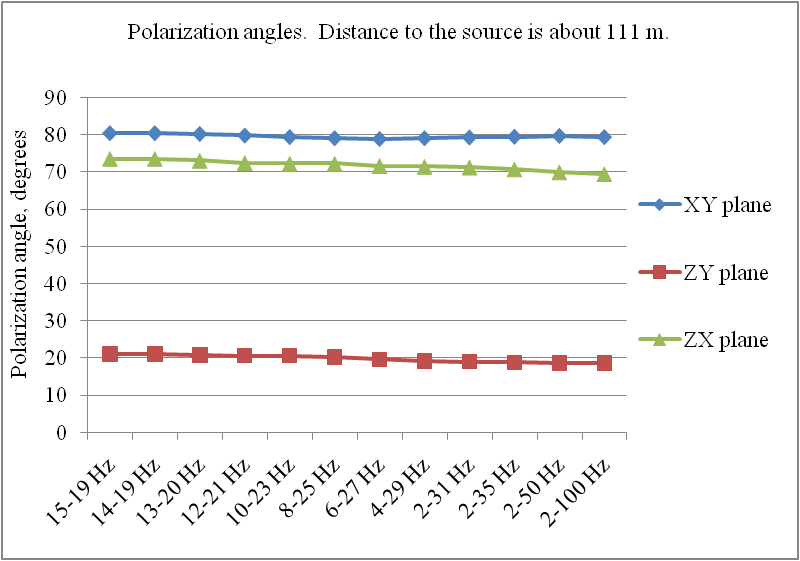 Polarization angles.  Distance to the source is about 111 m.
Polarization angle, degrees
90
80
70
60
50
40
30
20
10
0
15-19 Hz
14-19 Hz
13-20 Hz
12-21 Hz
10-23 Hz
8-25 Hz
6-27 Hz
4-29 Hz
2-31 Hz
2-35 Hz
2-50 Hz
2-100 Hz
XY plane
ZY plane
ZX plane